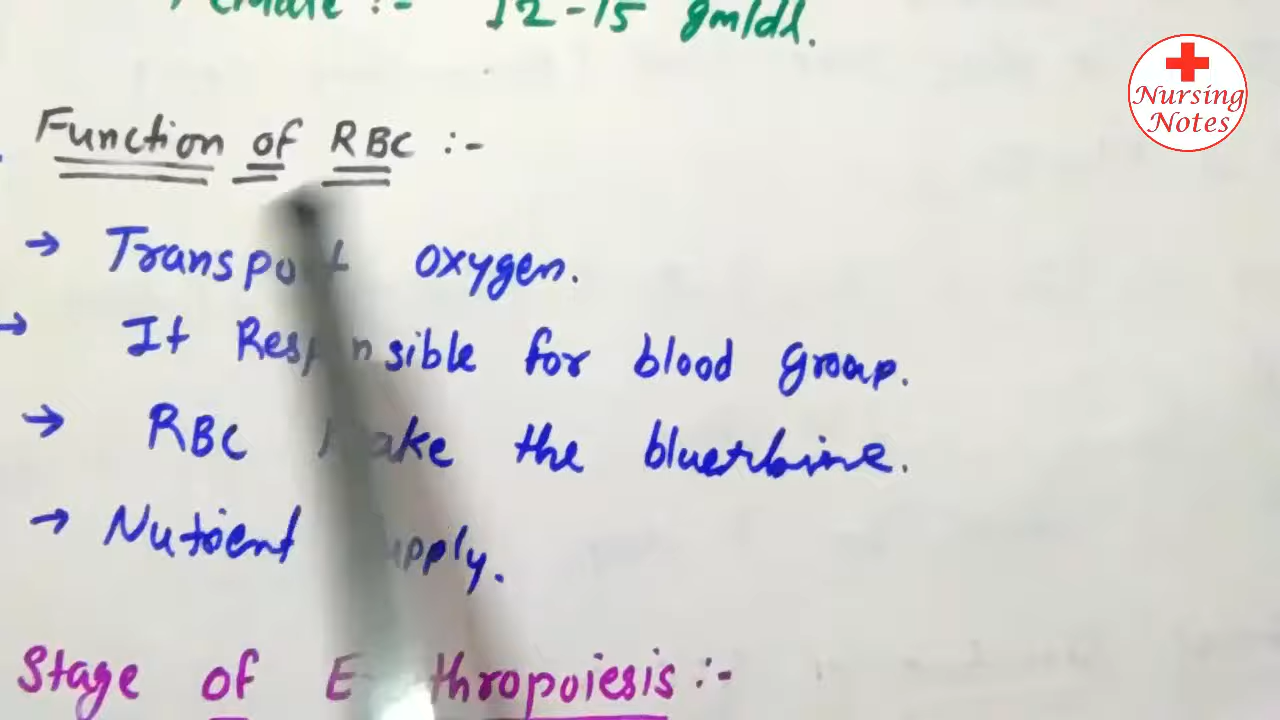 Female :- 12-15 gm/dl.
Nursing
Notes
Function of RBC :-
→ Transport oxygen.
→ It Responsible for blood group.
→ RBC Make the
→ Nutrient Supply.
Stage of Erythropoiesis :-